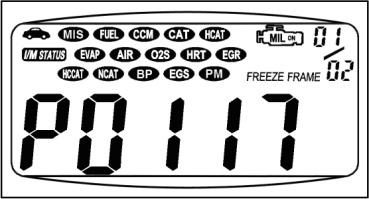 MIS FUEL CCM CAT HCAT MIL ON 01
I/M STATUS EVAP AIR O2S HRT EGR
HCCAT NCAT BP EGS PM FREEZE FRAME 02
P0117